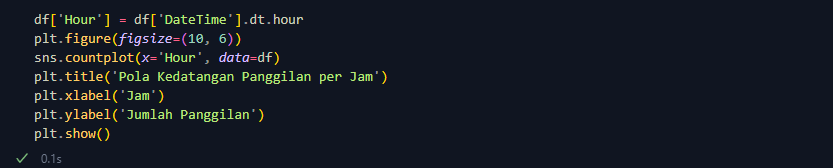 df['Hour'] = df['DateTime'].dt.hour
plt.figure(figsize=(10, 6))
sns.countplot(x='Hour', data=df)
plt.title('Pola Kedatangan Panggilan per Jam')
plt.xlabel('Jam')
plt.ylabel('Jumlah Panggilan')
plt.show()
0.1s